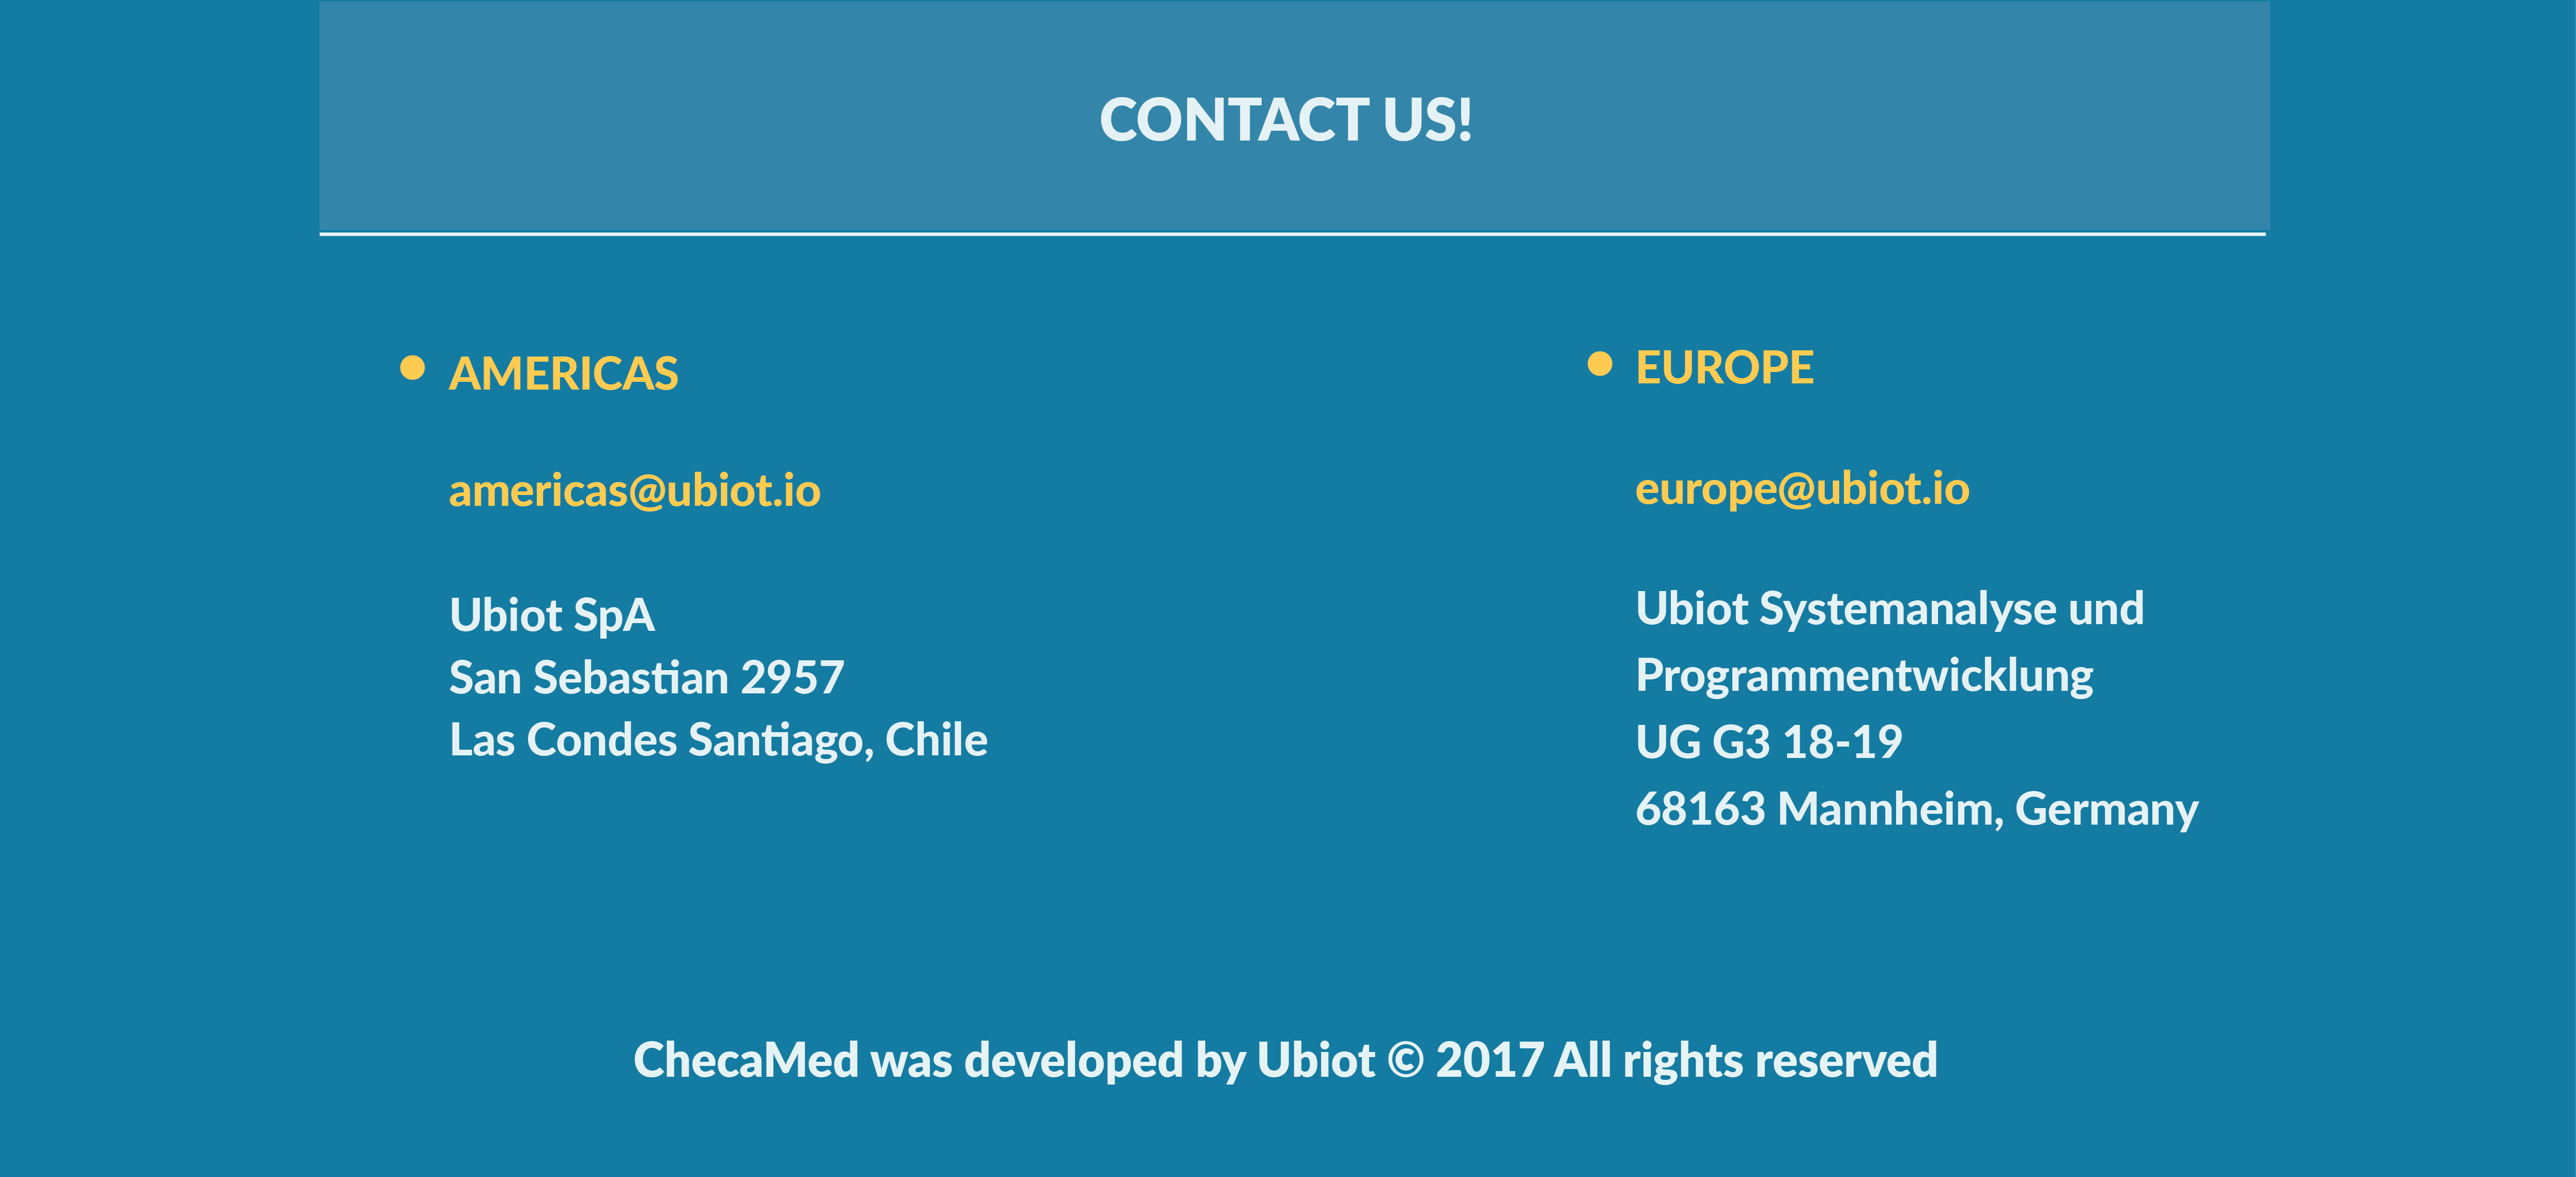 CONTACT US!
AMERICAS
americas@ubiot.io
Ubiot SpA
San Sebastian 2957
Las Condes Santiago, Chile
EUROPE
europe@ubiot.io
Ubiot Systemanalyse und
Programmentwicklung
UG G3 18-19
68163 Mannheim, Germany
ChecaMed was developed by Ubiot © 2017 All rights reserved